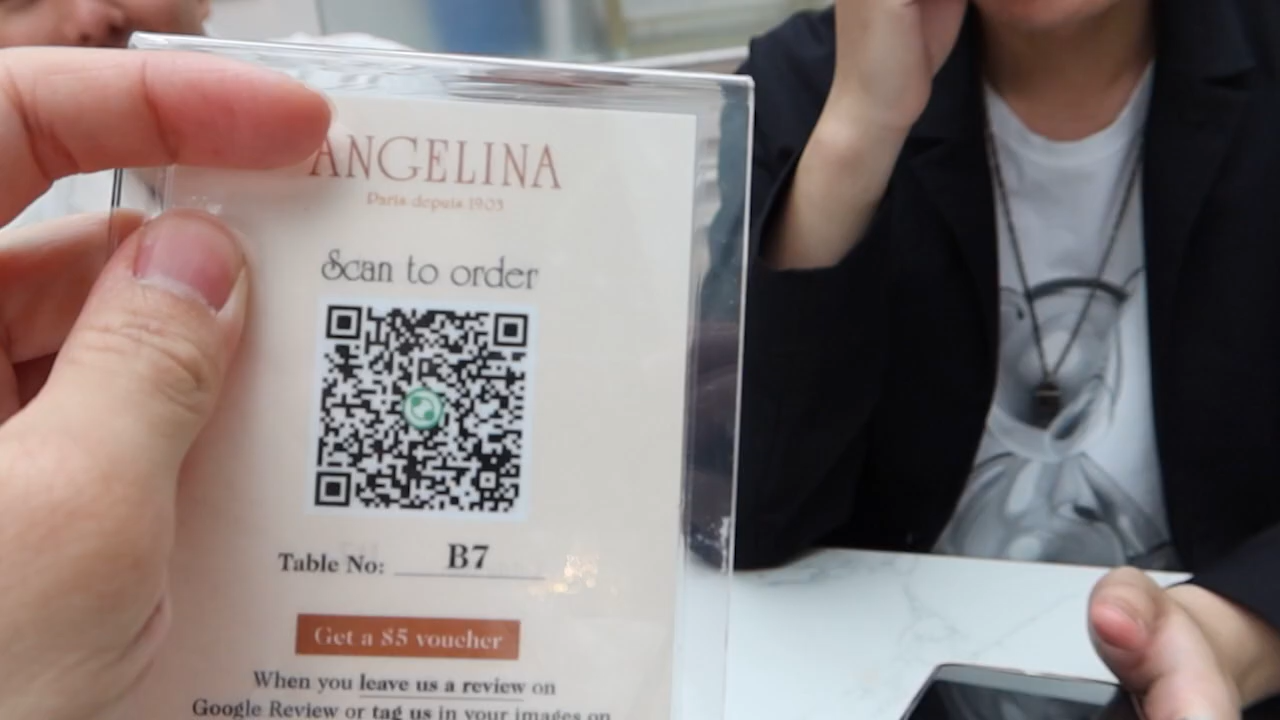 ANGELINA
Paris depuis 1903
Scan to order
Table No: B7
Get a $5 voucher
When you leave us a review on
Google Review or tag us in your images on